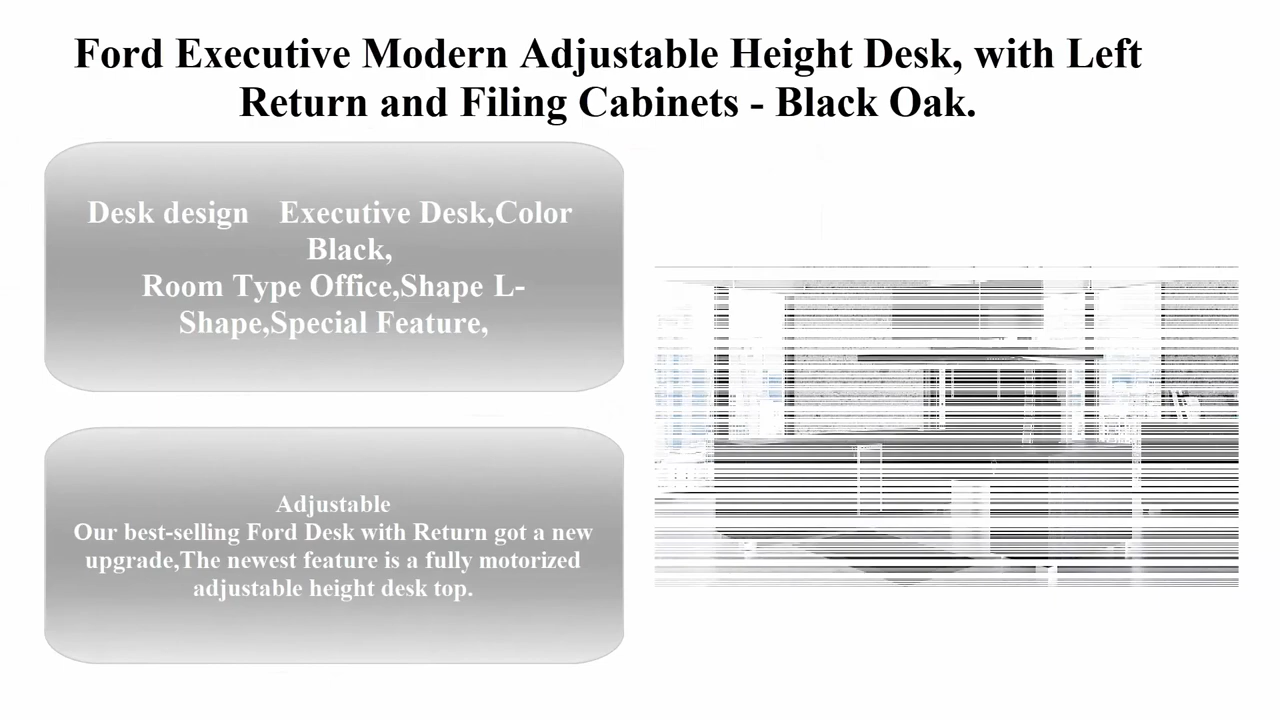 Ford Executive Modern Adjustable Height Desk, with Left
Return and Filing Cabinets - Black Oak.
Desk design Executive Desk,Color
Black,
Room Type Office,Shape L-
Shape,Special Feature,
Adjustable
Our best-selling Ford Desk with Return got a new
upgrade,The newest feature is a fully motorized
adjustable height desk top.